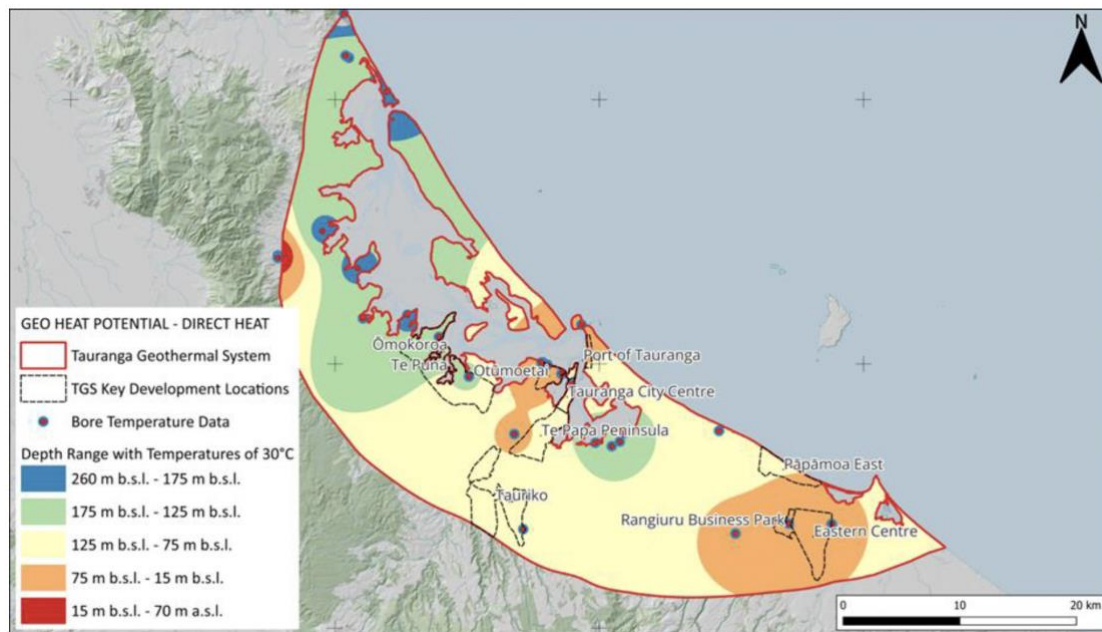 N
Ōmokoroa
Te Puna
Otūmoetai
Port of Tauranga
Tauranga City Centre
Te Papa Peninsula
Pāpāmoa East
Tauriko
Rangiuru Business Park
Eastern Centre
GEO HEAT POTENTIAL - DIRECT HEAT
Tauranga Geothermal System
TGS Key Development Locations
Bore Temperature Data
Depth Range with Temperatures of 30°C
260 m b.s.l. - 175 m b.s.l.
175 m b.s.l. - 125 m b.s.l.
125 m b.s.l. - 75 m b.s.l.
75 m b.s.l. - 15 m b.s.l.
15 m b.s.l. - 70 m a.s.l.
0 10 20 km